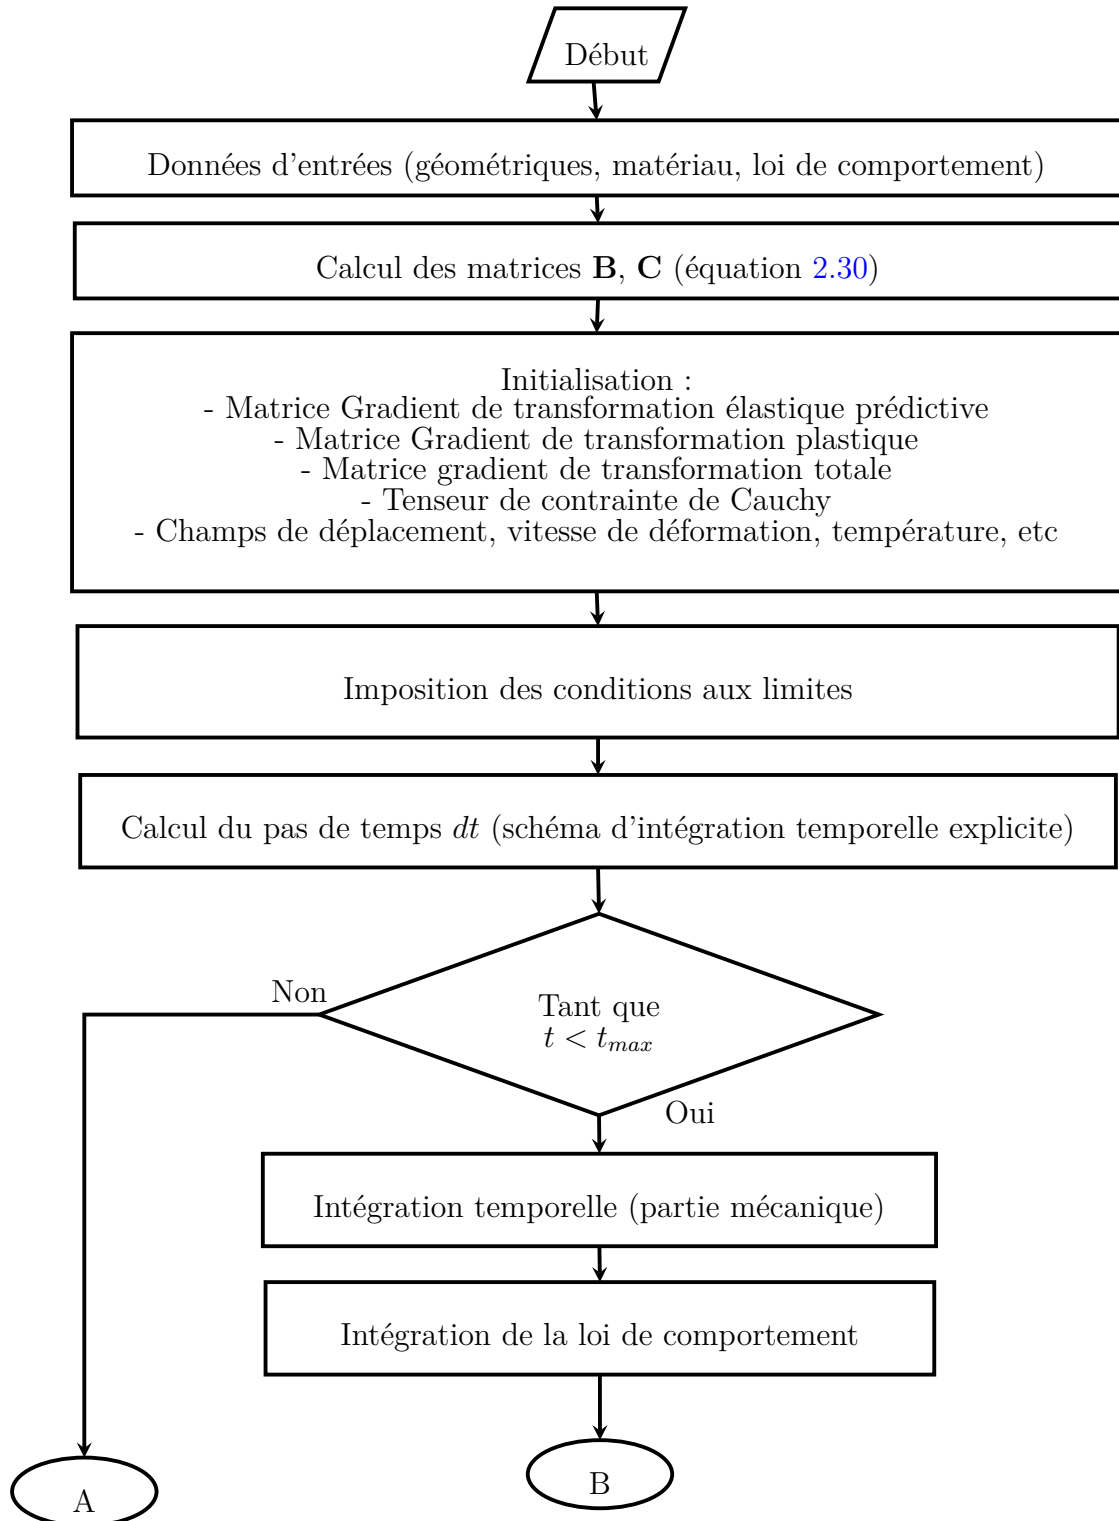 Début
Données d'entrées (géométriques, matériau, loi de comportement)
Calcul des matrices B, C (équation 2.30)
Initialisation :
- Matrice Gradient de transformation élastique prédictive
- Matrice Gradient de transformation plastique
- Matrice gradient de transformation totale
- Tenseur de contrainte de Cauchy
- Champs de déplacement, vitesse de déformation, température, etc
Imposition des conditions aux limites
Calcul du pas de temps dt (schéma d'intégration temporelle explicite)
Non
Tant que
t < t_{max}
Oui
Intégration temporelle (partie mécanique)
Intégration de la loi de comportement
A
B